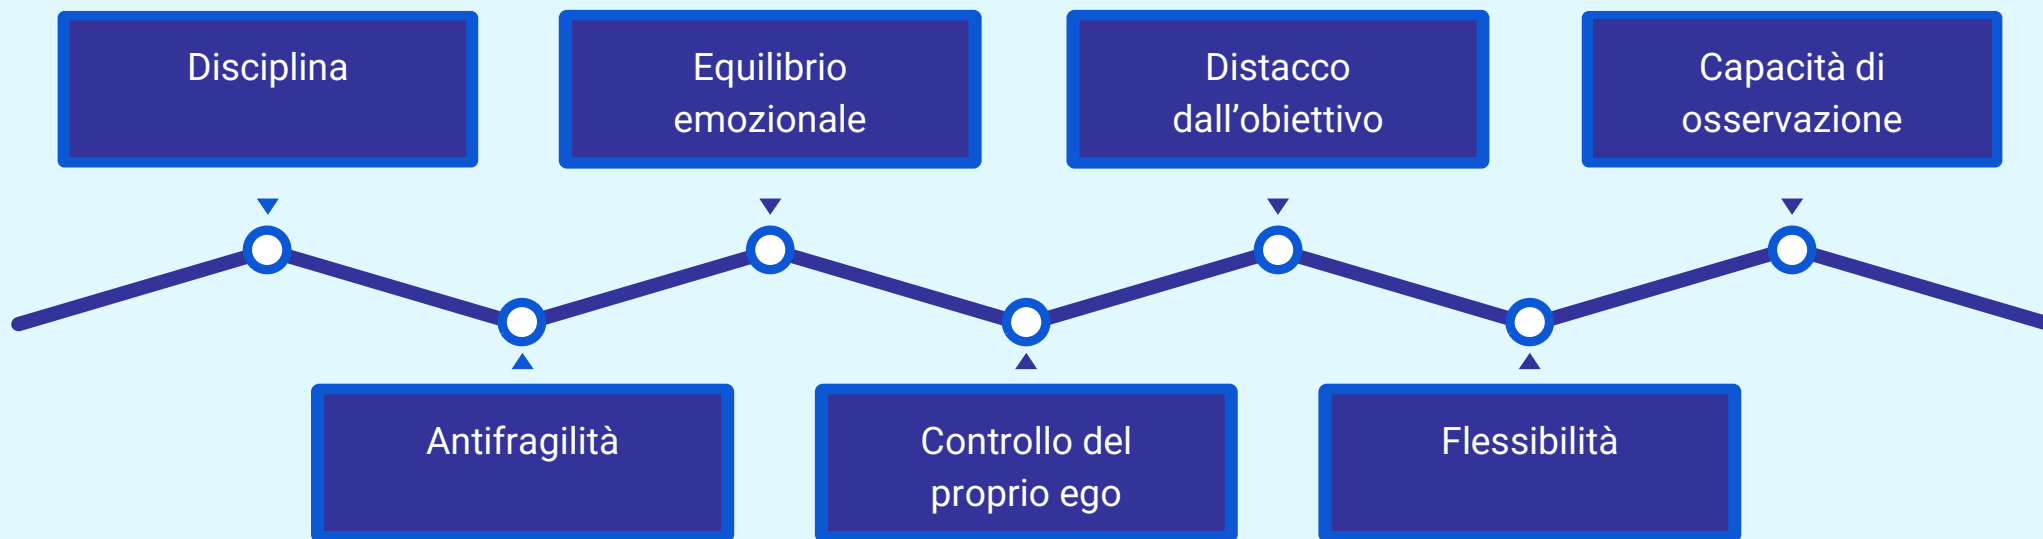 Disciplina
Equilibrio
emozionale
Distacco
dall’obiettivo
Capacità di
osservazione
Antifragilità
Controllo del
proprio ego
Flessibilità